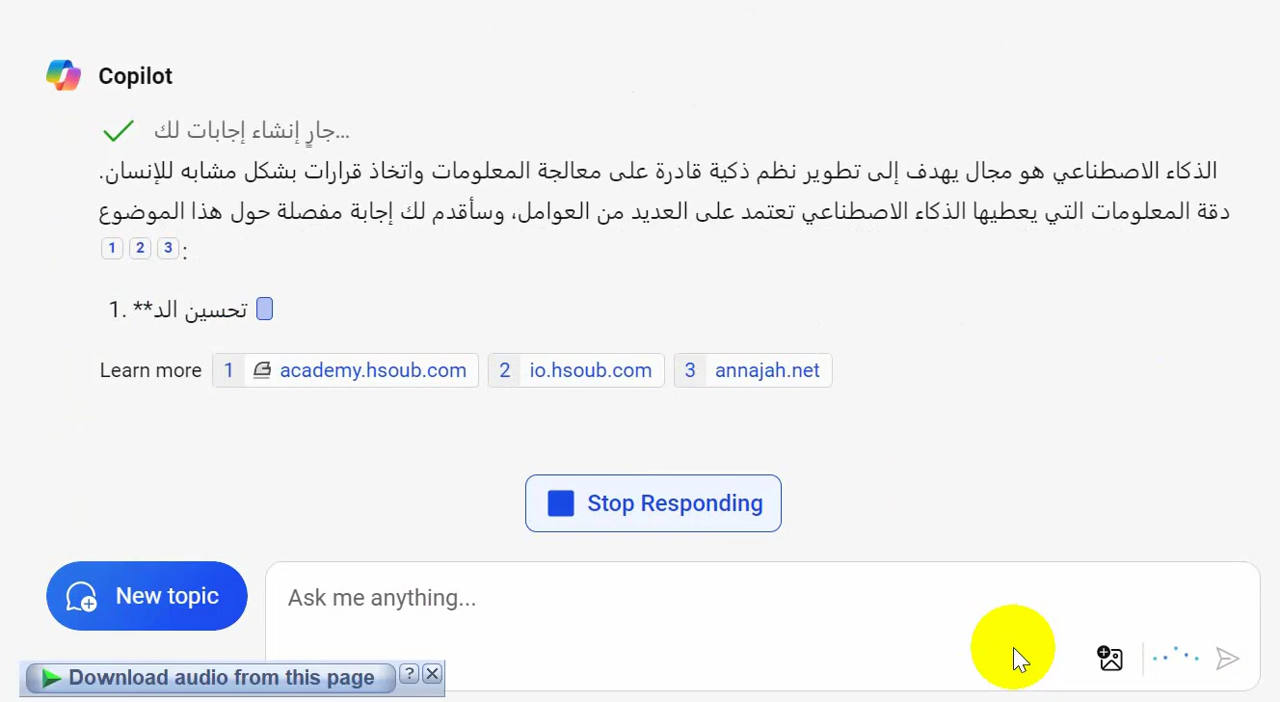 Copilot
جارٍ إنشاء إجابات لك...
الذكاء الاصطناعي هو مجال يهدف إلى تطوير نظم ذكية قادرة على معالجة المعلومات واتخاذ قرارات بشكل مشابه للإنسان.
دقة المعلومات التي يعطيها الذكاء الاصطناعي تعتمد على العديد من العوامل، وسأقدم لك إجابة مفصلة حول هذا الموضوع
1 2 3 :
1. **تحسين الد
Learn more 1 academy.hsoub.com 2 io.hsoub.com 3 annajah.net
Stop Responding
New topic
Ask me anything...
Download audio from this page ? X